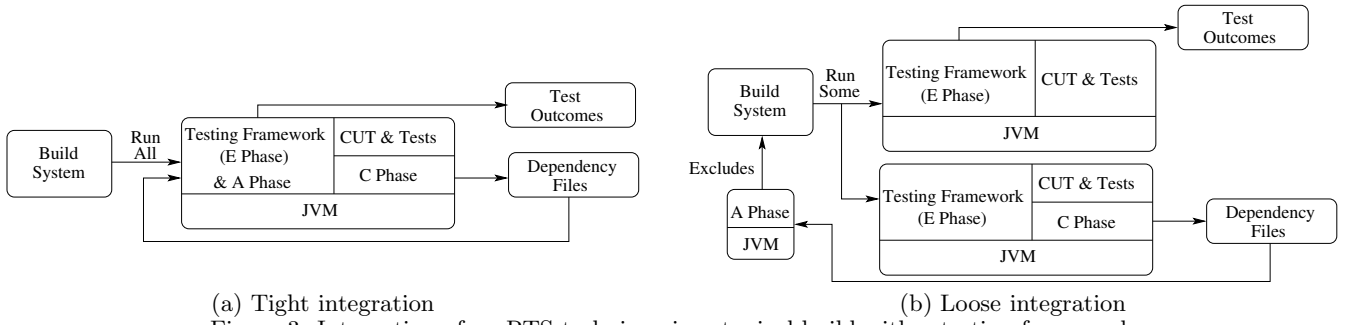 Build
System
Run
All
Testing Framework
(E Phase)
& A Phase
CUT & Tests
C Phase
JVM
Test
Outcomes
Dependency
Files
(a) Tight integration
Build
System
Run
Some
Excludes
A Phase
JVM
Testing Framework
(E Phase)
CUT & Tests
JVM
Test
Outcomes
Testing Framework
(E Phase)
CUT & Tests
C Phase
JVM
Dependency
Files
(b) Loose integration